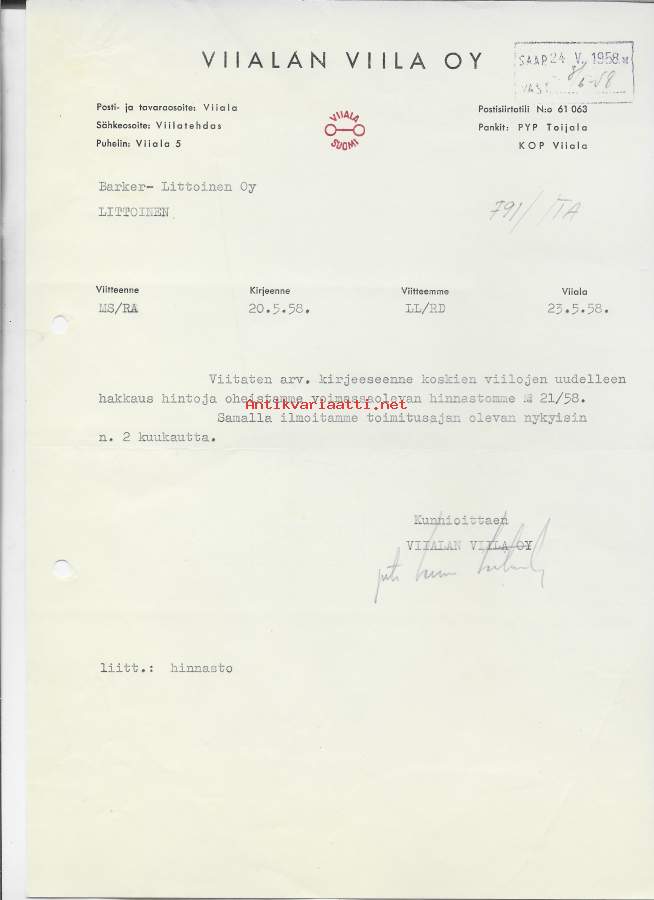 VIIALAN VIILA OY
SAAP 24 V. 1958
VAST. 8/6-58
Posti- ja tavaraosoite: Viiala
Sähkeosoite: Viilatehdas
Puhelin: Viiala 5
VIIALA
SUOMI
Postisiirtotili N:o 61 063
Pankit: PYP Toijala
KOP Viiala
Barker- Littoinen Oy
LITTOINEN
791/ITA
Viitteenne Kirjeenne Viitteemme Viiala
MS/RA 20.5.58. LL/RD 23.5.58.
Viitaten arv. kirjeeseenne koskien viilojen uudelleen
hakkaus hintoja oheistamme voimassaolevan hinnastomme № 21/58.
Antikvariaatti.net
Samalla ilmoitamme toimitusajan olevan nykyisin
n. 2 kuukautta.
Kunnioittaen
VIIALAN VIILA OY
liitt.: hinnasto